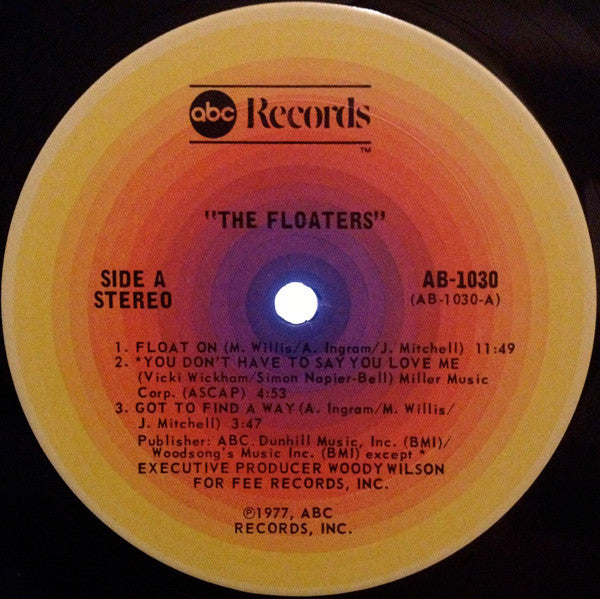 abc Records
TM
"THE FLOATERS"
SIDE A
STEREO
AB-1030
(AB-1030-A)
1. FLOAT ON (M. Willis/A. Ingram/J. Mitchell) 11:49
2. *YOU DON'T HAVE TO SAY YOU LOVE ME
(Vicki Wickham/Simon Napier-Bell) Miller Music
Corp. (ASCAP) 4:53
3. GOT TO FIND A WAY (A. Ingram/M. Willis/
J. Mitchell) 3:47
Publisher: ABC. Dunhill Music, Inc. (BMI)/
Woodsong's Music Inc. (BMI) except *
EXECUTIVE PRODUCER WOODY WILSON
FOR FEE RECORDS, INC.
℗1977, ABC
RECORDS, INC.